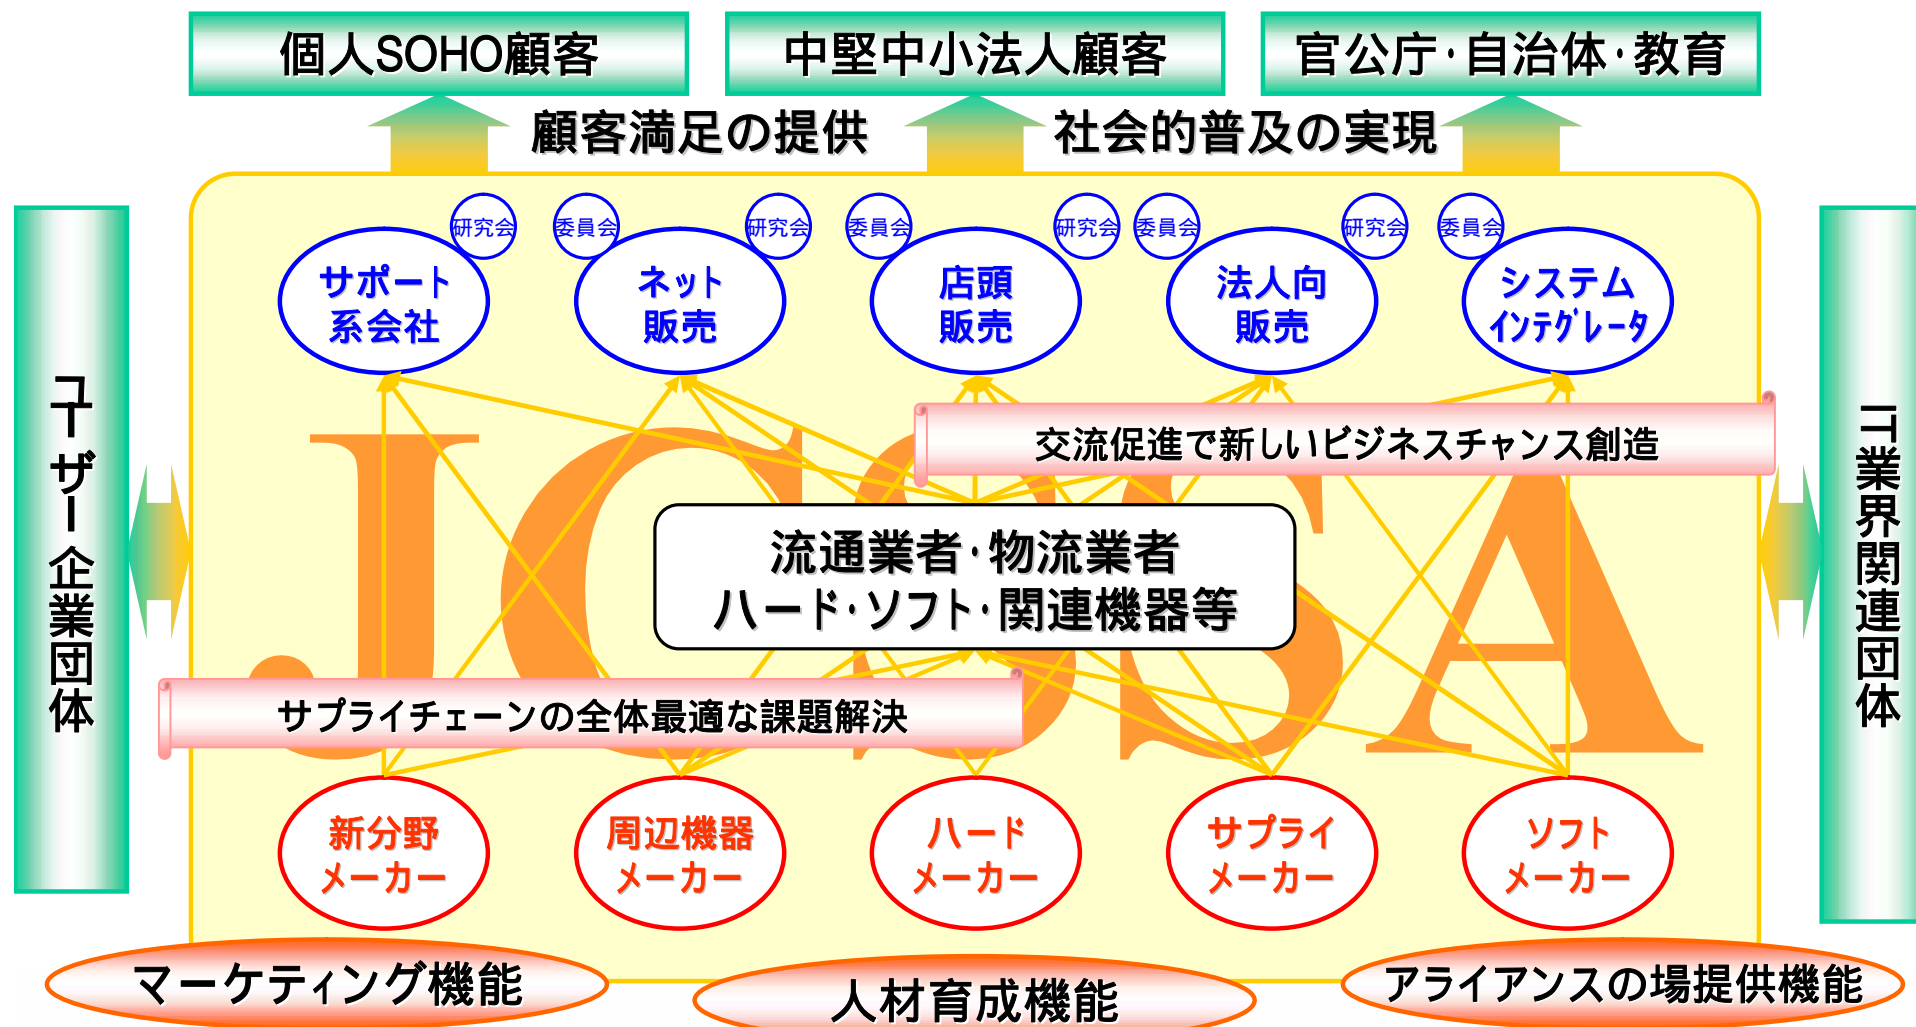 個人SOHO顧客
中堅中小法人顧客
官公庁・自治体・教育
顧客満足の提供
社会的普及の実現
研究会
委員会
研究会
委員会
研究会
委員会
研究会
委員会
サポート
系会社
ネット
販売
店頭
販売
法人向
販売
システム
インテグレータ
ユーザー企業団体
IT業界関連団体
JCSSA
交流促進で新しいビジネスチャンス創造
流通業者・物流業者
ハード・ソフト・関連機器等
サプライチェーンの全体最適な課題解決
新分野
メーカー
周辺機器
メーカー
ハード
メーカー
サプライ
メーカー
ソフト
メーカー
マーケティング機能
人材育成機能
アライアンスの場提供機能